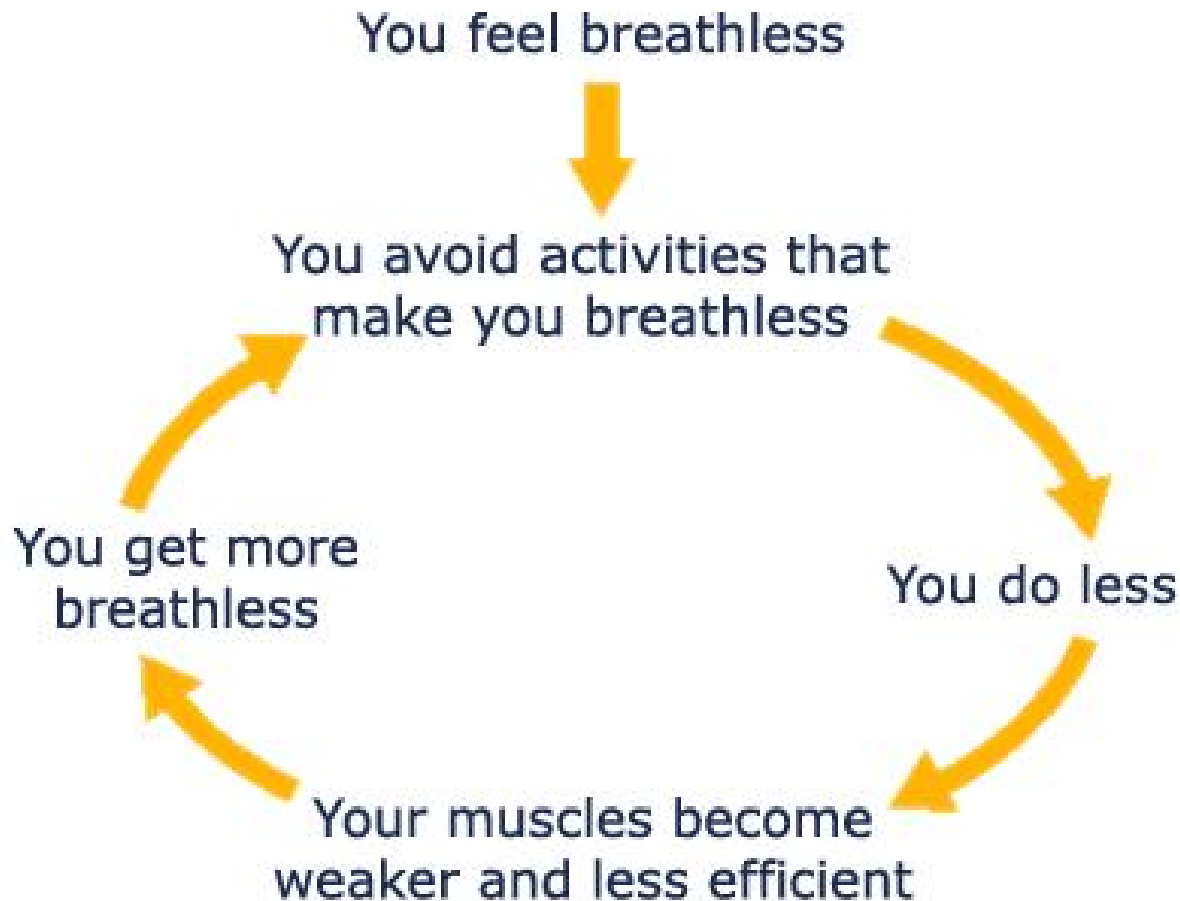 You feel breathless
You avoid activities that
make you breathless
You do less
Your muscles become
weaker and less efficient
You get more
breathless